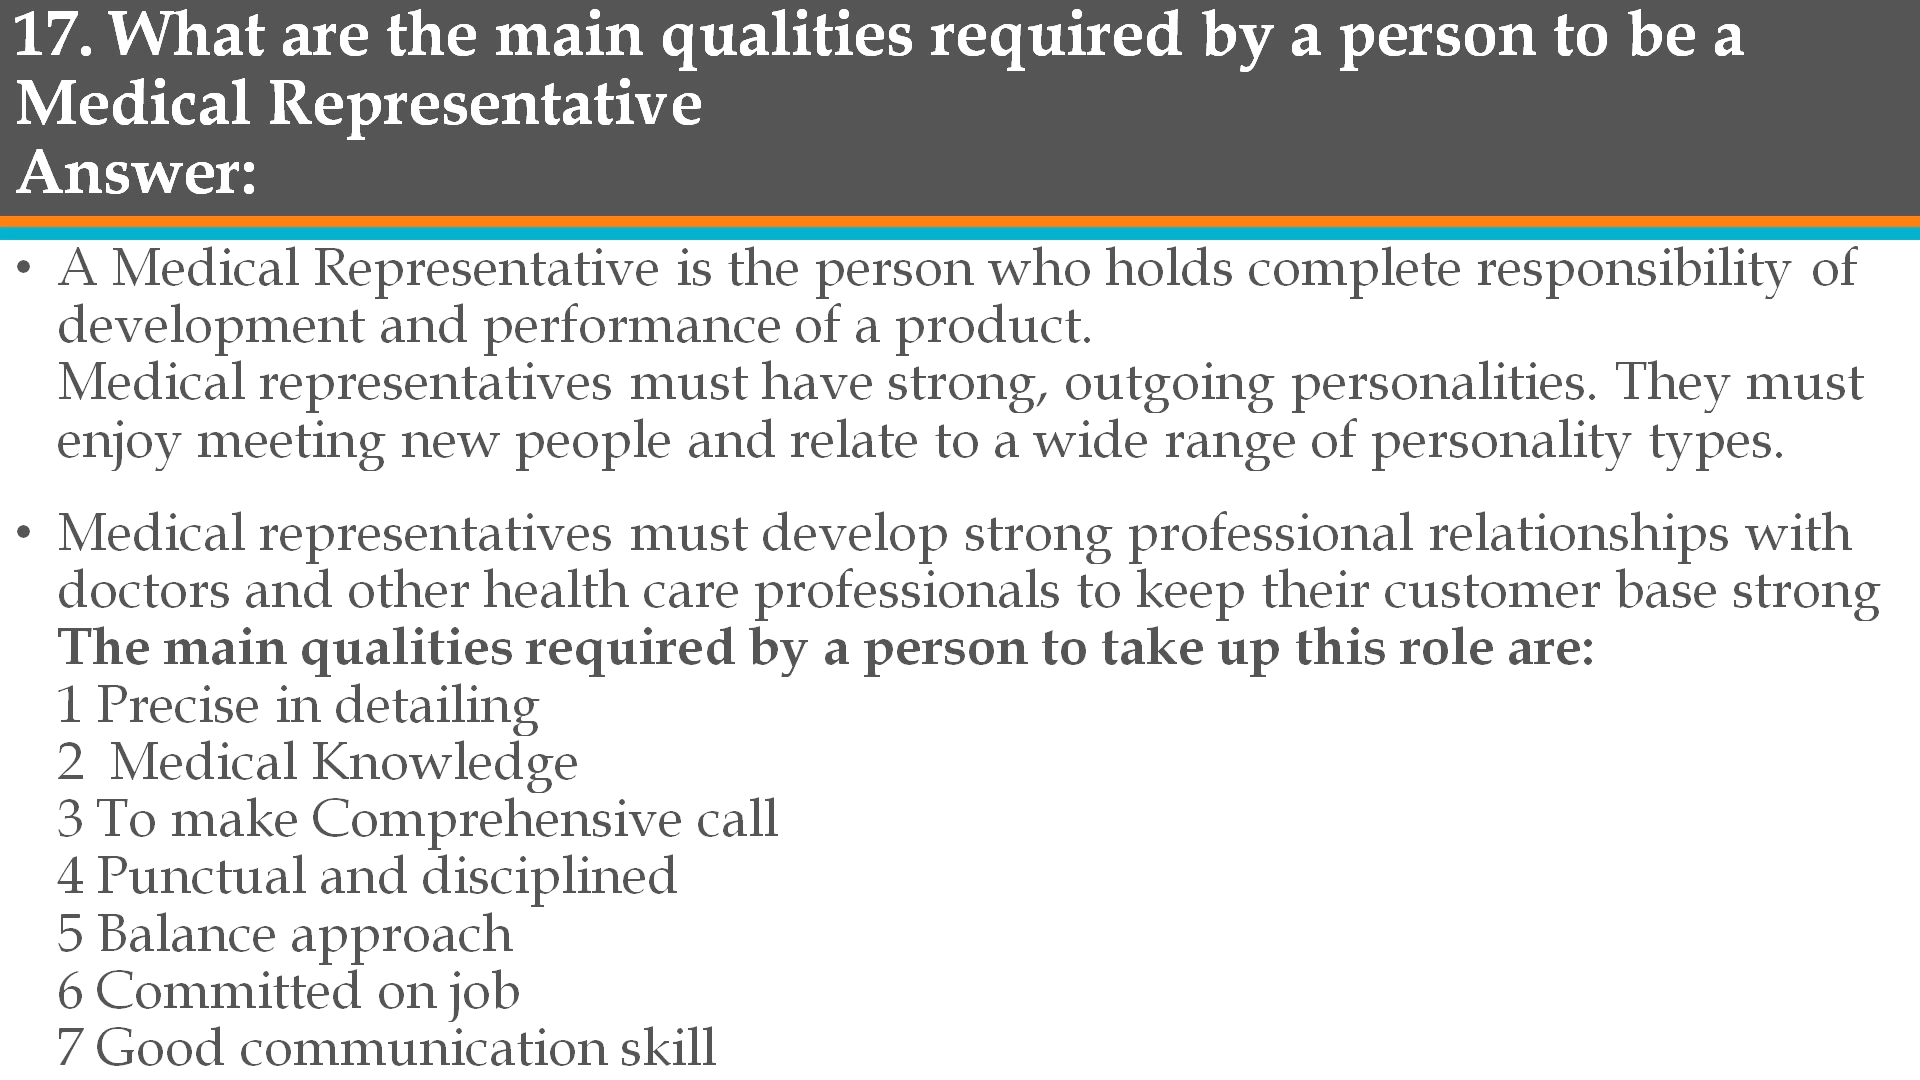 17. What are the main qualities required by a person to be a
Medical Representative
Answer:
• A Medical Representative is the person who holds complete responsibility of
development and performance of a product.
Medical representatives must have strong, outgoing personalities. They must
enjoy meeting new people and relate to a wide range of personality types.
• Medical representatives must develop strong professional relationships with
doctors and other health care professionals to keep their customer base strong
The main qualities required by a person to take up this role are:
1 Precise in detailing
2  Medical Knowledge
3 To make Comprehensive call
4 Punctual and disciplined
5 Balance approach
6 Committed on job
7 Good communication skill